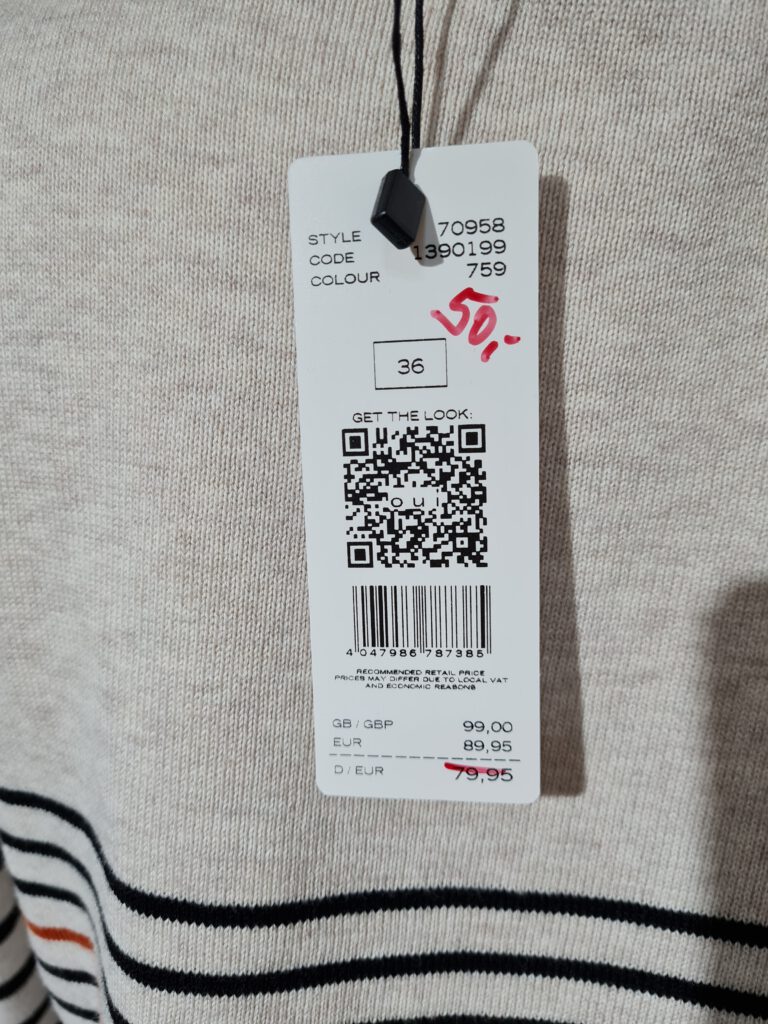 STYLE 70958
CODE 1390199
COLOUR 759
50,-
36
GET THE LOOK:
oui
4 047986 787385
RECOMMENDED RETAIL PRICE
PRICES MAY DIFFER DUE TO LOCAL VAT
AND ECONOMIC REASONS
GB / GBP 99,00
EUR 89,95
D / EUR 79,95